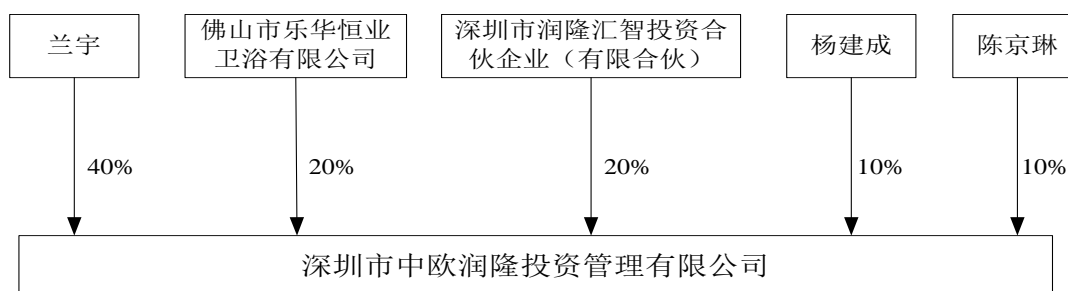 兰宇
佛山市乐华恒业
卫浴有限公司
深圳市润隆汇智投资合
伙企业（有限合伙）
杨建成
陈京琳
40%
20%
20%
10%
10%
深圳市中欧润隆投资管理有限公司